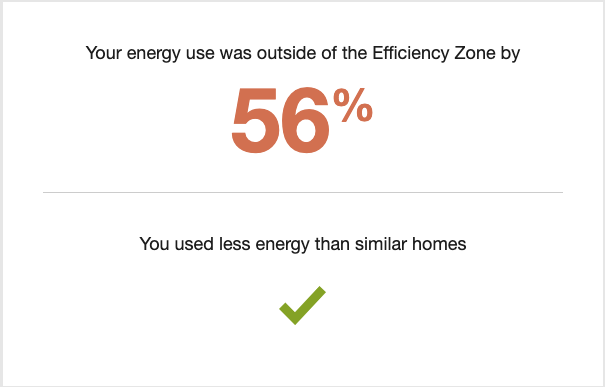 Your energy use was outside of the Efficiency Zone by
56%
You used less energy than similar homes